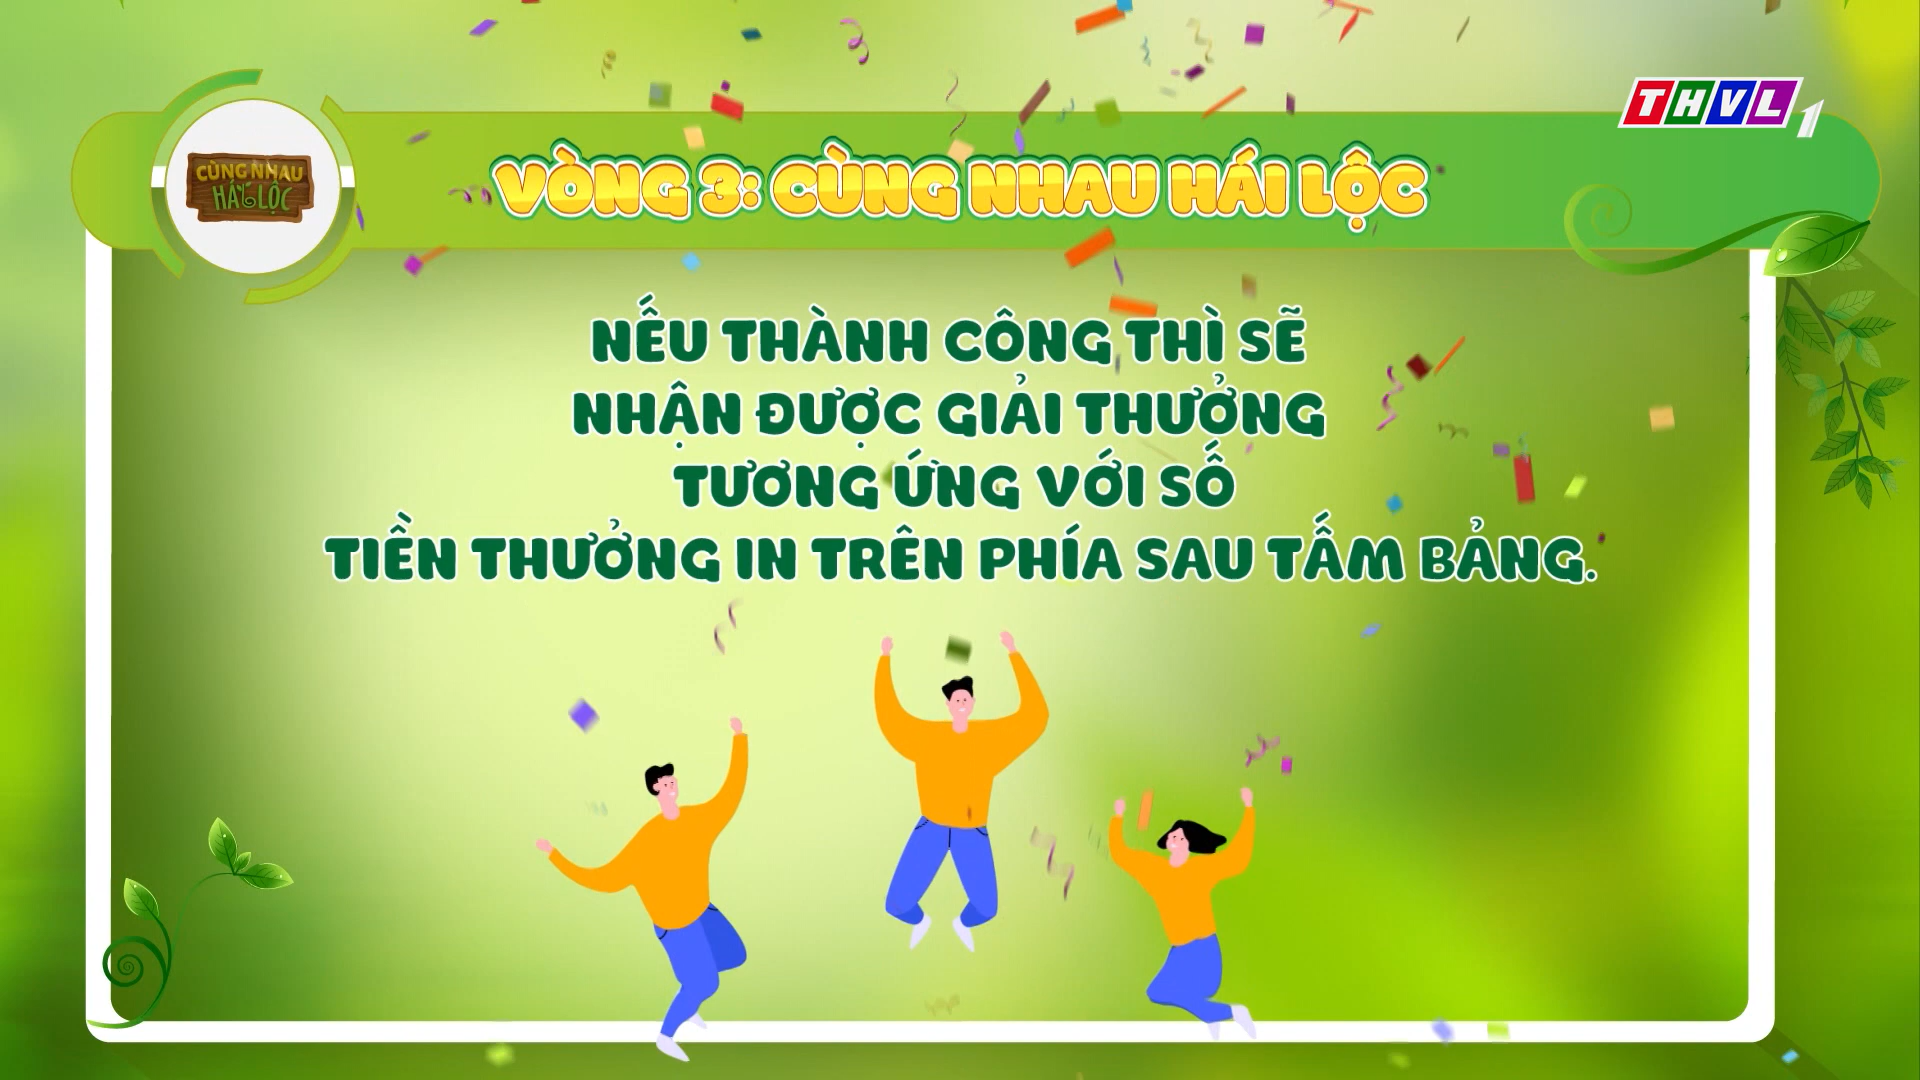 THVL1
CÙNG NHAU
HÁI LỘC
VÒNG 3: CÙNG NHAU HÁI LỘC
NẾU THÀNH CÔNG THÌ SẼ
NHẬN ĐƯỢC GIẢI THƯỞNG
TƯƠNG ỨNG VỚI SỐ
TIỀN THƯỞNG IN TRÊN PHÍA SAU TẤM BẢNG.